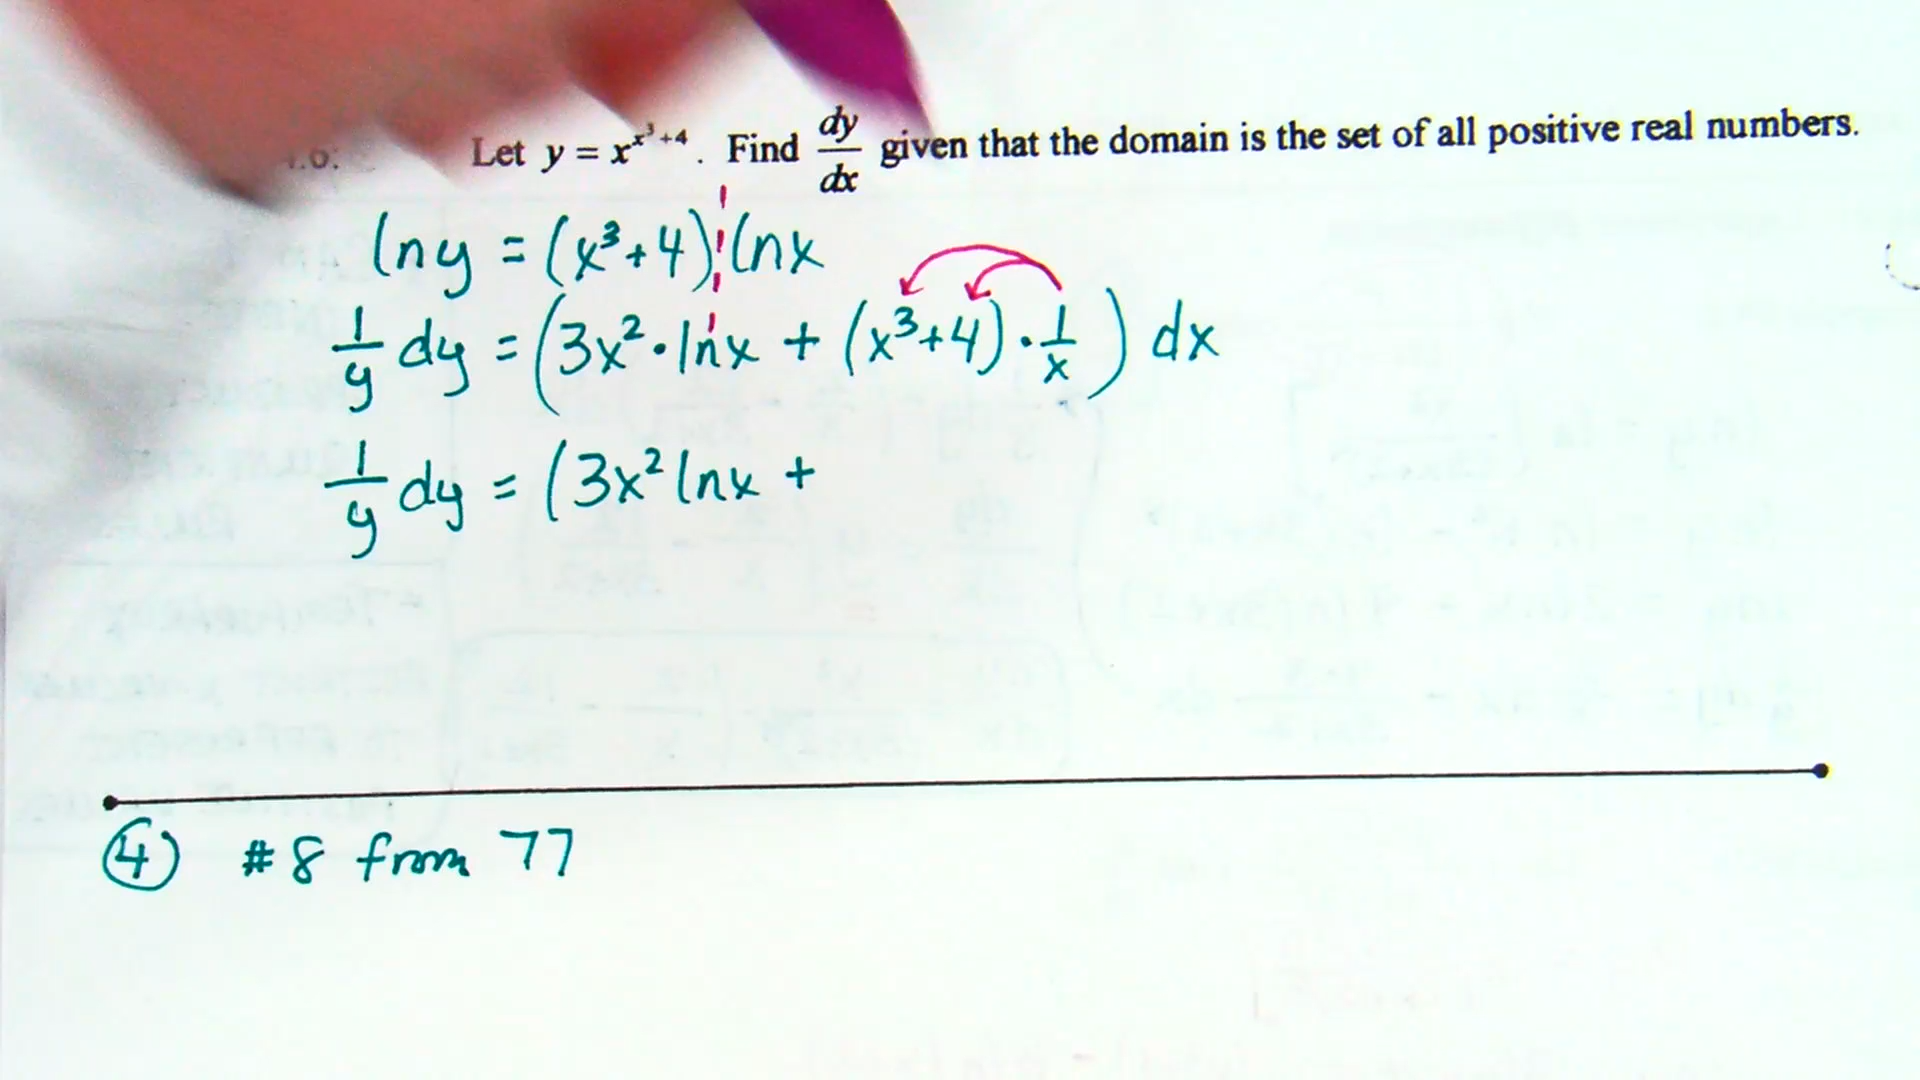 Let y = x^{x^3+4}. Find dy/dx given that the domain is the set of all positive real numbers.
ln y = (x³+4) ln x
1/y dy = (3x² · ln x + (x³+4) · 1/x) dx
1/y dy = (3x² ln x +
④ #8 from 77